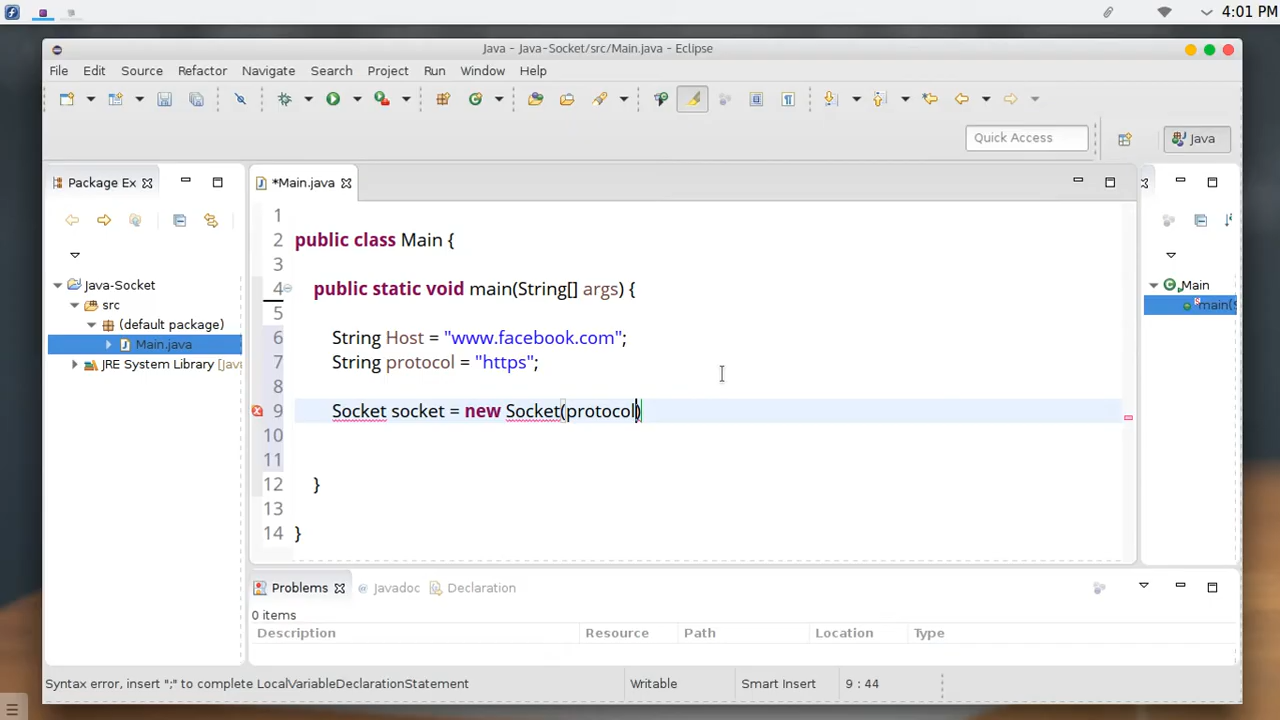 4:01 PM
Java - Java-Socket/src/Main.java - Eclipse
File Edit Source Refactor Navigate Search Project Run Window Help
Quick Access
Java
Package Ex
*Main.java
1
2 public class Main {
3
4 public static void main(String[] args) {
5
6 String Host = "www.facebook.com";
7 String protocol = "https";
8
9 Socket socket = new Socket(protocol)
10
11
12 }
13
14 }
Java-Socket
src
(default package)
Main.java
JRE System Library [Jav
Main
main(S
Problems Javadoc Declaration
0 items
Description Resource Path Location Type
Syntax error, insert ";" to complete LocalVariableDeclarationStatement Writable Smart Insert 9 : 44